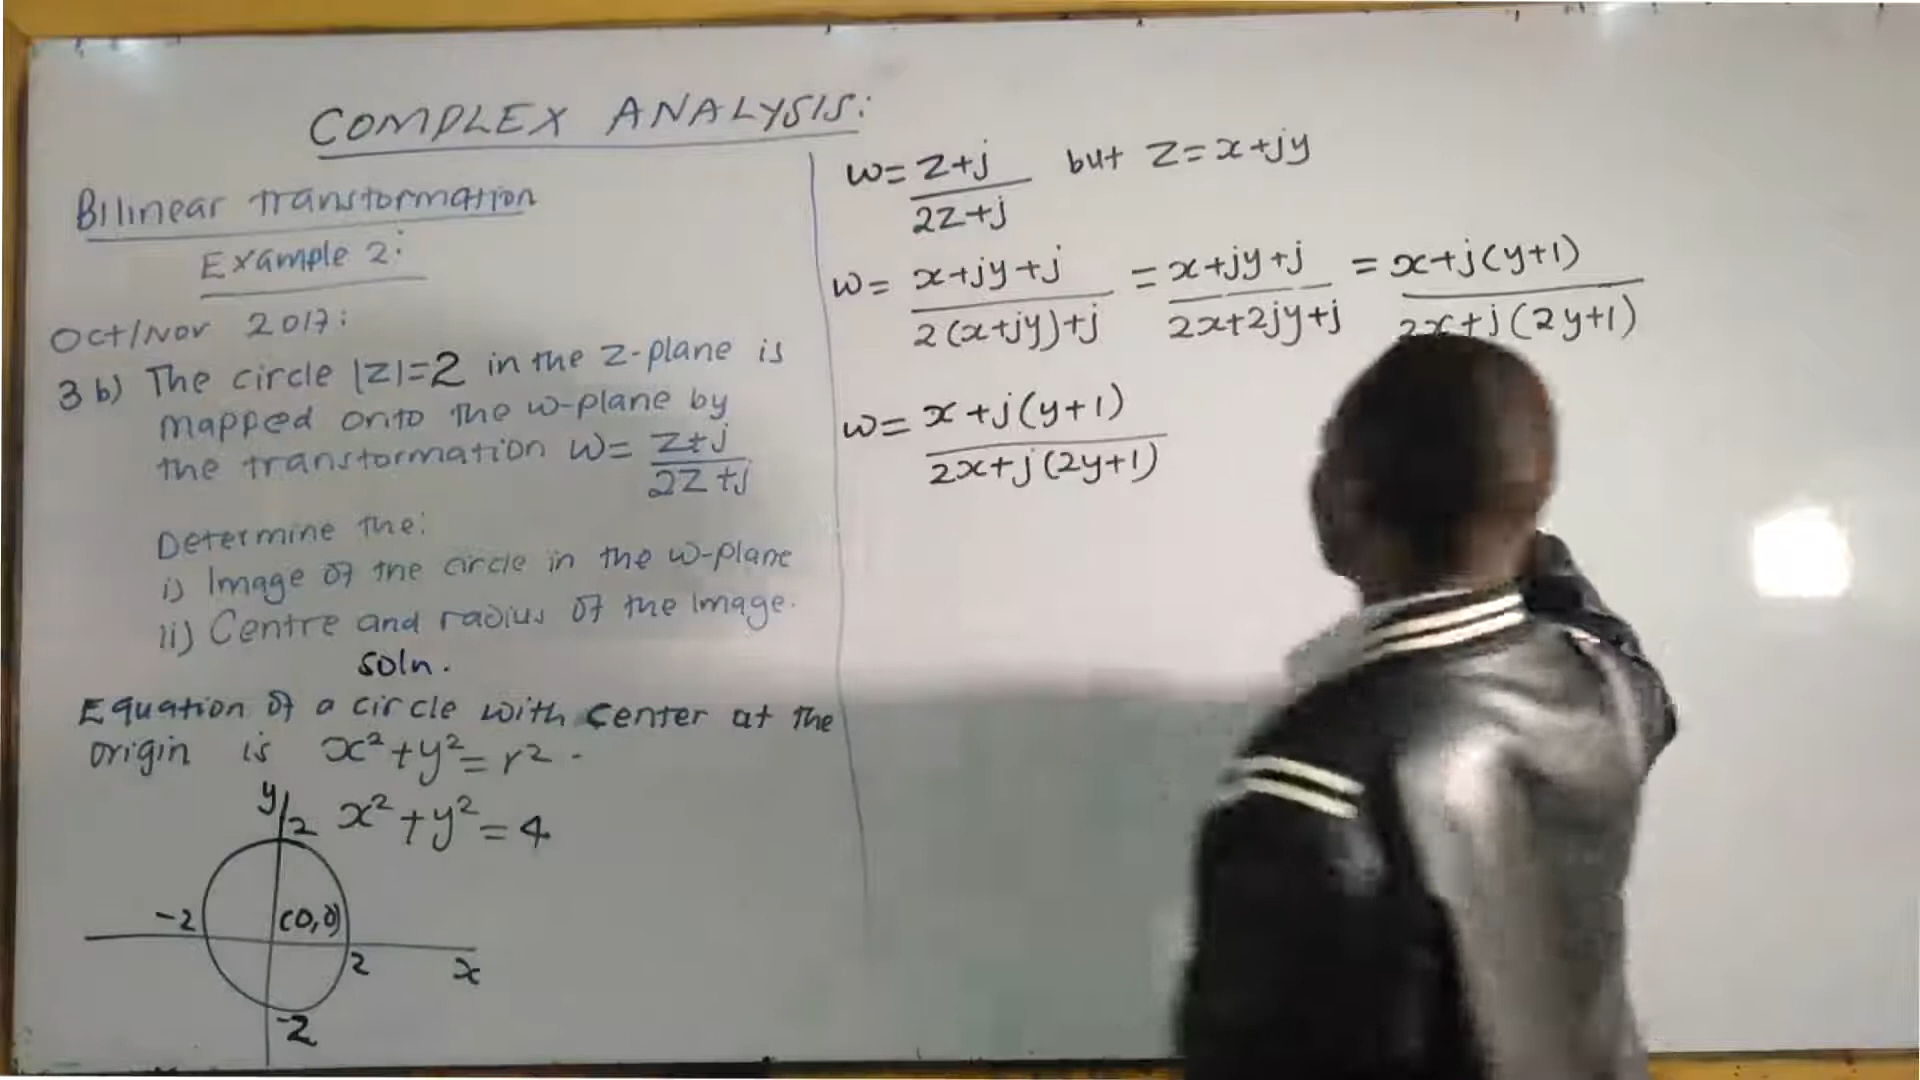 COMPLEX ANALYSIS:
Bilinear transformation
Example 2:
Oct/Nov 2017:
3 b) The circle |z|=2 in the z-plane is
mapped onto the w-plane by
the transformation w= z+j
2z+j
Determine the:
i) Image of the circle in the w-plane
ii) Centre and radius of the image.
soln.
Equation of a circle with center at the
origin is x²+y²=r².
y 2 x²+y²=4
-2 (0,0)
2 x
-2
w= z+j but z=x+jy
2z+j
w= x+jy+j = x+jy+j = x+j(y+1)
2(x+jy)+j 2x+2jy+j 2x+j(2y+1)
w= x+j(y+1)
2x+j(2y+1)